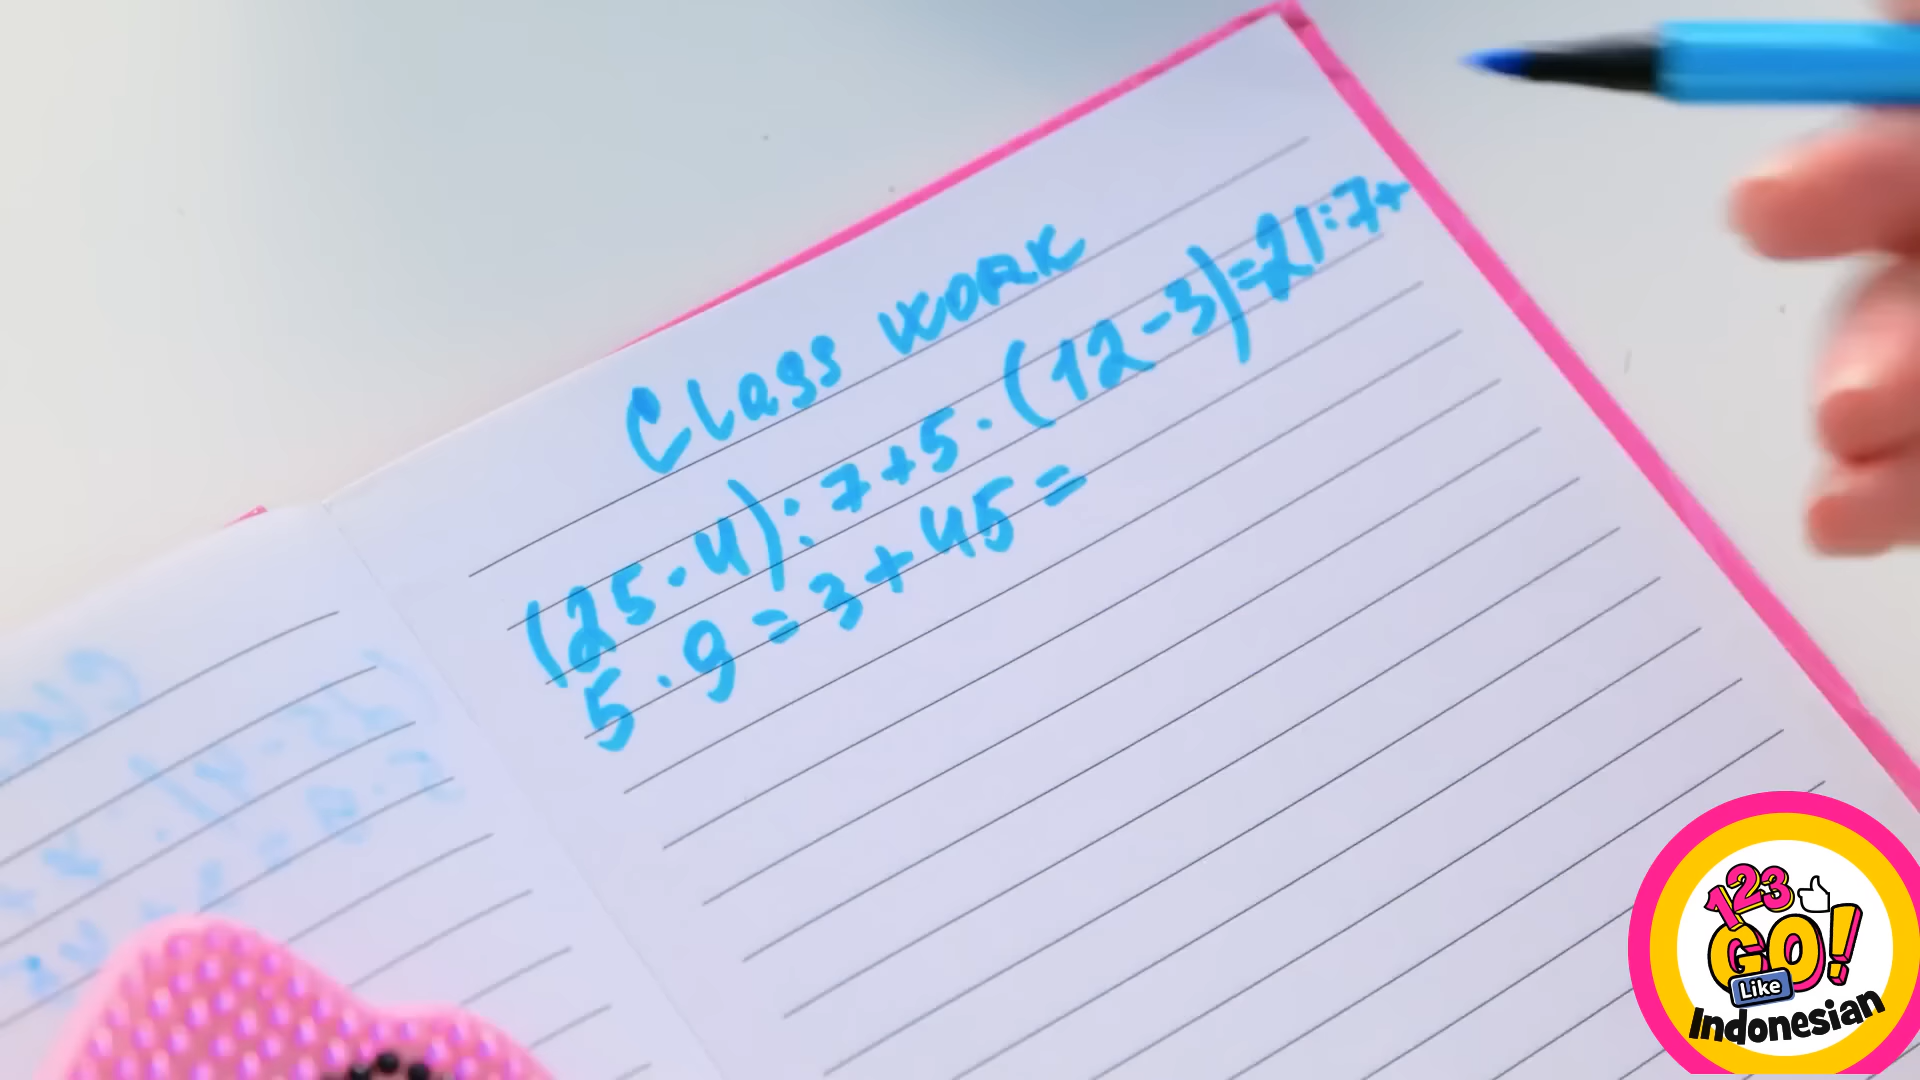 Class work
(25-4):7+5·(12-3)=21:7+
5·9=3+45=
123
GO!
Like
Indonesian